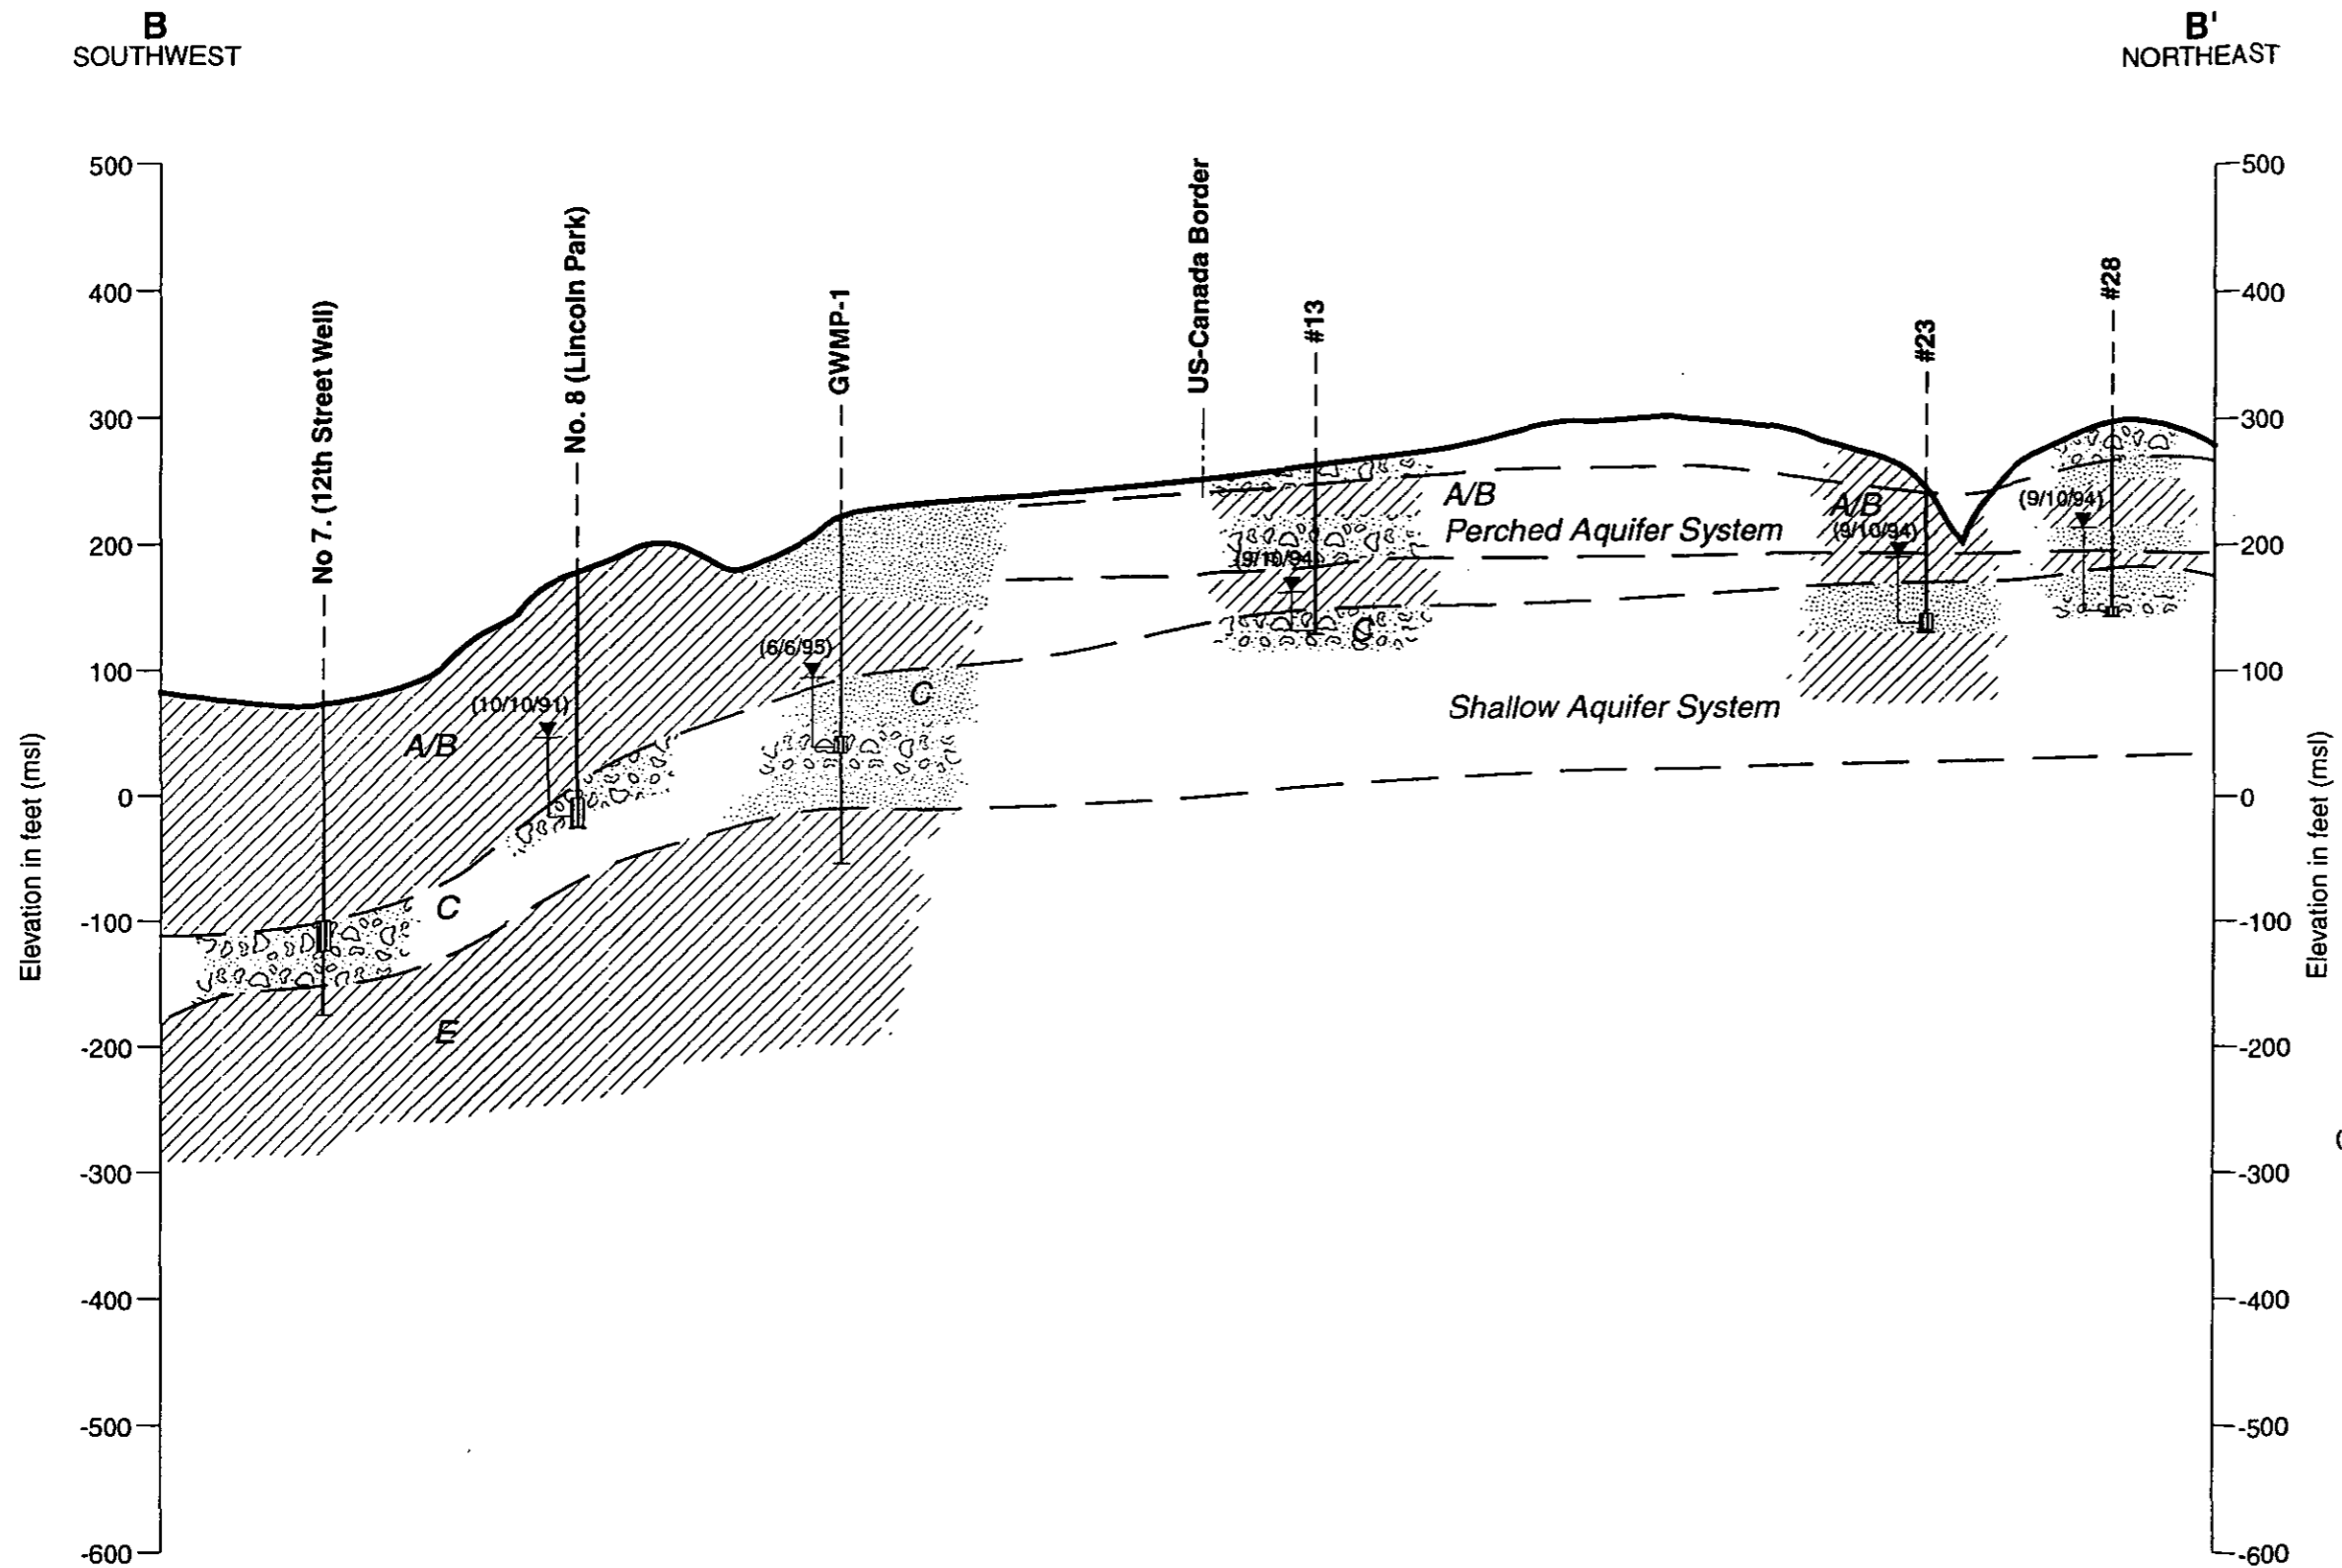 B
SOUTHWEST
B'
NORTHEAST
500
400
300
200
100
0
-100
-200
-300
-400
-500
-600
Elevation in feet (msl)
No 7. (12th Street Well)
No. 8 (Lincoln Park)
GWMP-1
US-Canada Border
#13
#23
#28
A/B
(10/10/91)
(6/6/95)
C
C
E
A/B
Perched Aquifer System
(9/10/94)
C
Shallow Aquifer System
A/B
(9/10/94)
(9/10/94)
500
400
300
200
100
0
-100
-200
-300
-400
-500
-600
Elevation in feet (msl)